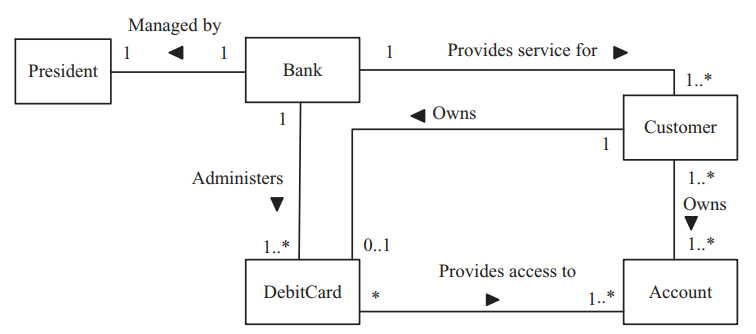 Managed by
1
1
1
Provides service for
President
Bank
1..*
1
Owns
Customer
1
Administers
1..*
Owns
1..*
0..1
1..*
Provides access to
DebitCard
*
1..*
Account